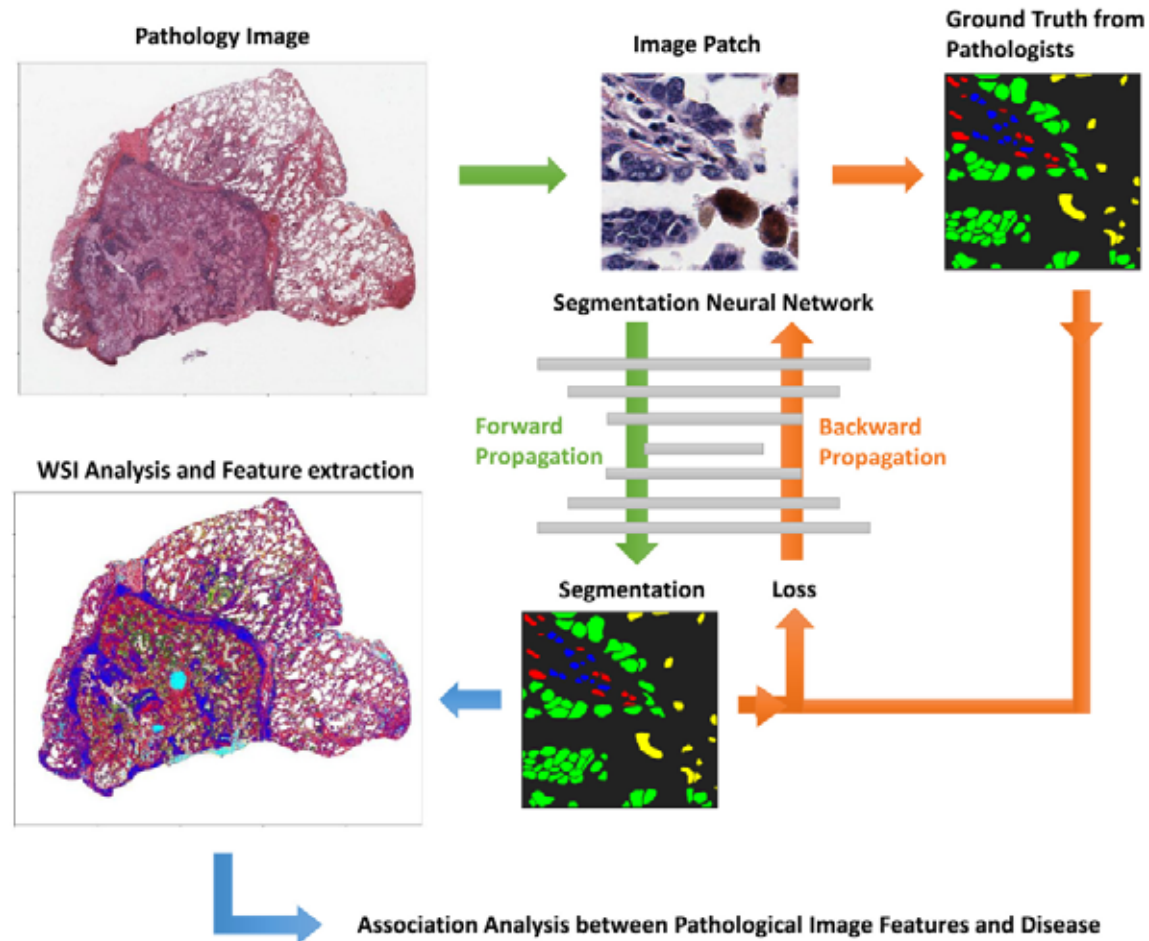 Pathology Image
Image Patch
Ground Truth from
Pathologists
Segmentation Neural Network
Forward
Propagation
Backward
Propagation
WSI Analysis and Feature extraction
Segmentation
Loss
Association Analysis between Pathological Image Features and Disease